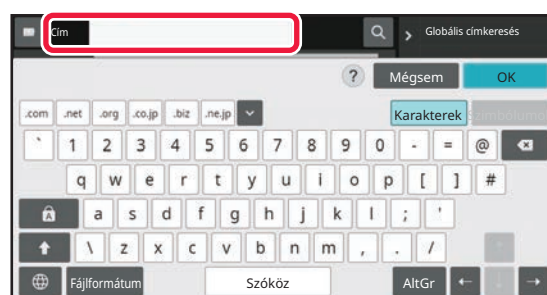 Cím
Globális címkeresés
? Mégsem OK
.com .net .org .co.jp .biz .ne.jp Karakterek Szimbólumo
` 1 2 3 4 5 6 7 8 9 0 - = @
q w e r t y u i o p [ ] #
A a s d f g h j k l ; '
\ z x c v b n m , . /
Fájlformátum Szóköz AltGr